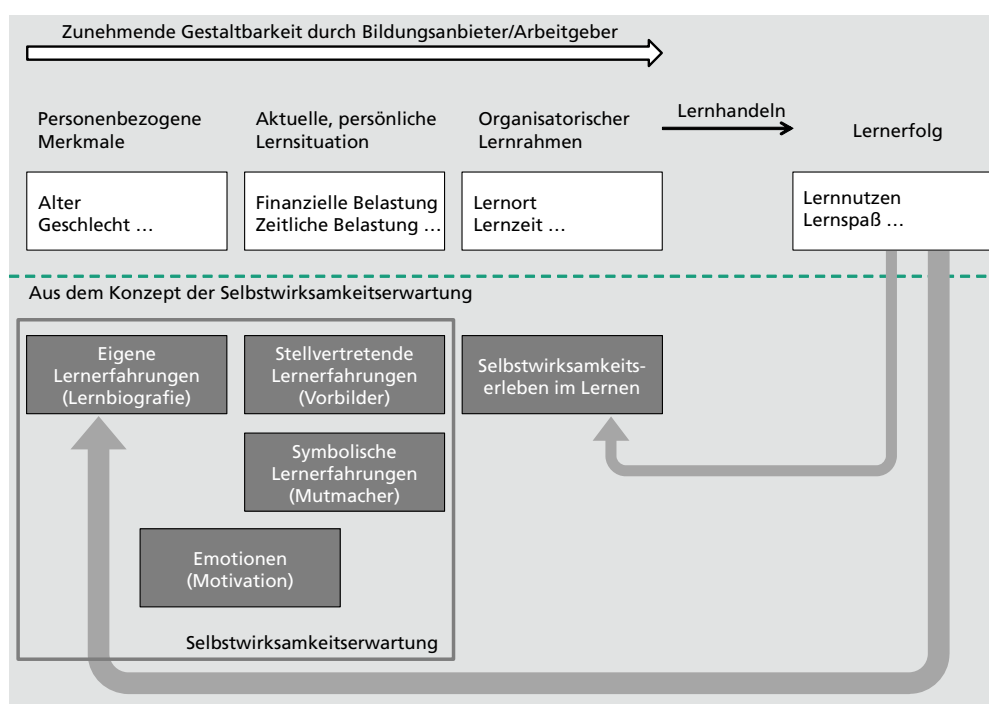 Zunehmende Gestaltbarkeit durch Bildungsanbieter/Arbeitgeber
Personenbezogene
Merkmale
Aktuelle, persönliche
Lernsituation
Organisatorischer
Lernrahmen
Lernhandeln
Lernerfolg
Alter
Geschlecht …
Finanzielle Belastung
Zeitliche Belastung …
Lernort
Lernzeit …
Lernnutzen
Lernspaß …
Aus dem Konzept der Selbstwirksamkeitserwartung
Eigene
Lernerfahrungen
(Lernbiografie)
Stellvertretende
Lernerfahrungen
(Vorbilder)
Selbstwirksamkeits-
erleben im Lernen
Symbolische
Lernerfahrungen
(Mutmacher)
Emotionen
(Motivation)
Selbstwirksamkeitserwartung